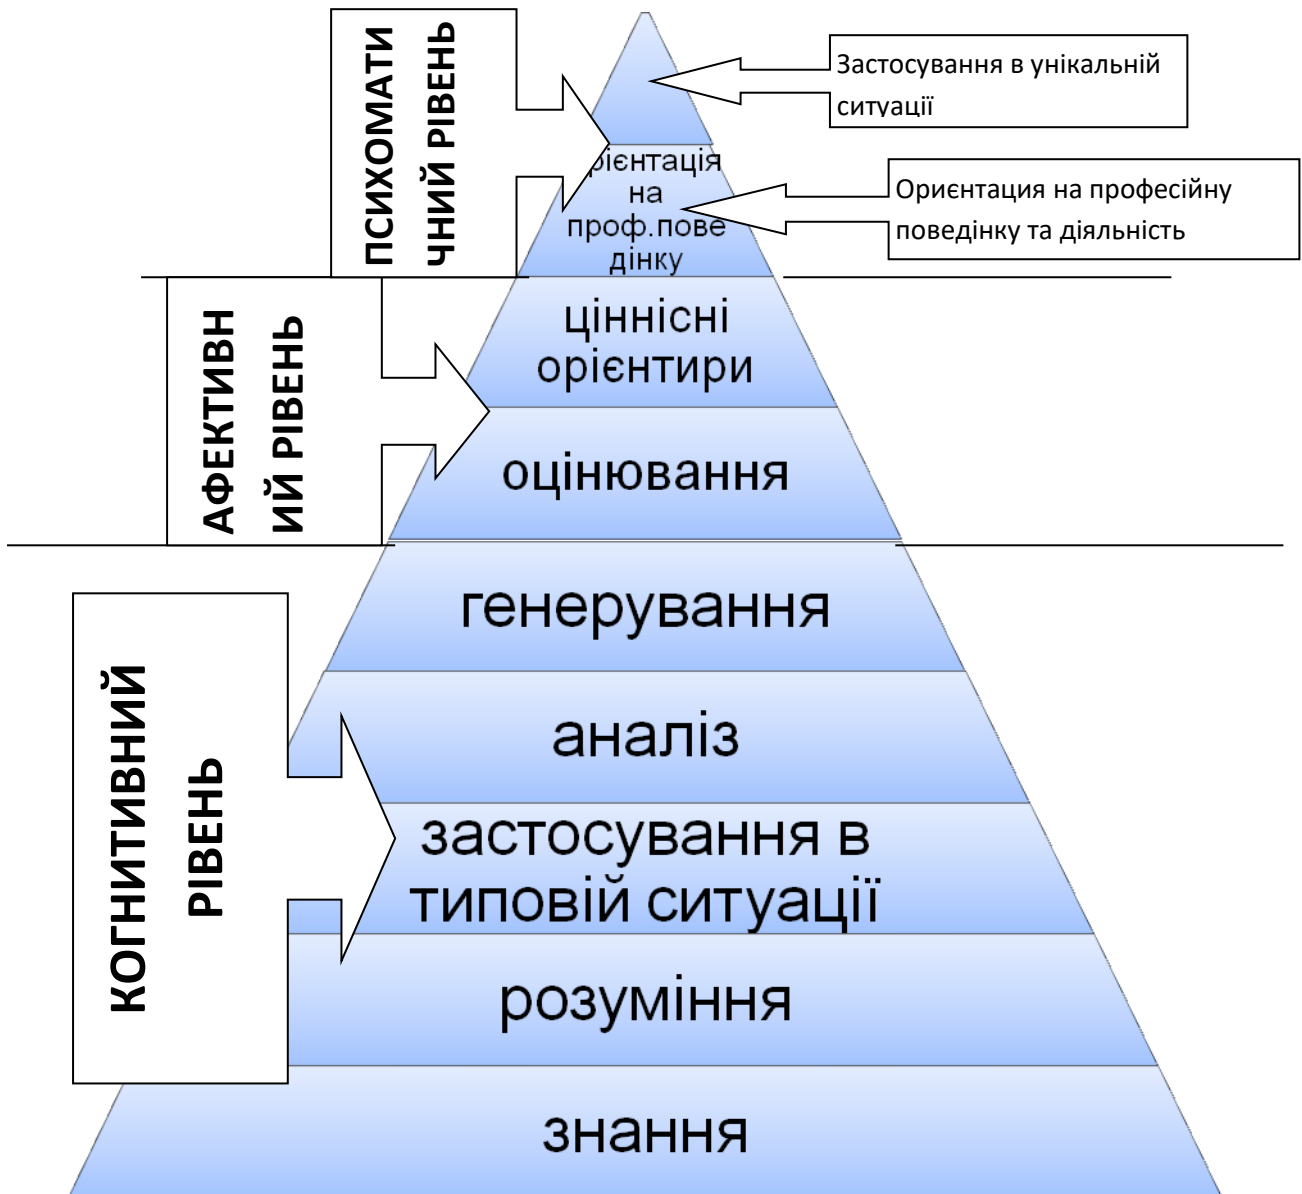 ПСИХОМАТИ
ЧНИЙ РІВЕНЬ
Застосування в унікальній
ситуації
рієнтація
на
проф.пове
дінку
Ориєнтация на професійну
поведінку та діяльність
АФЕКТИВН
ИЙ РІВЕНЬ
ціннісні
орієнтири
оцінювання
КОГНИТИВНИЙ
РІВЕНЬ
генерування
аналіз
застосування в
типовій ситуації
розуміння
знання